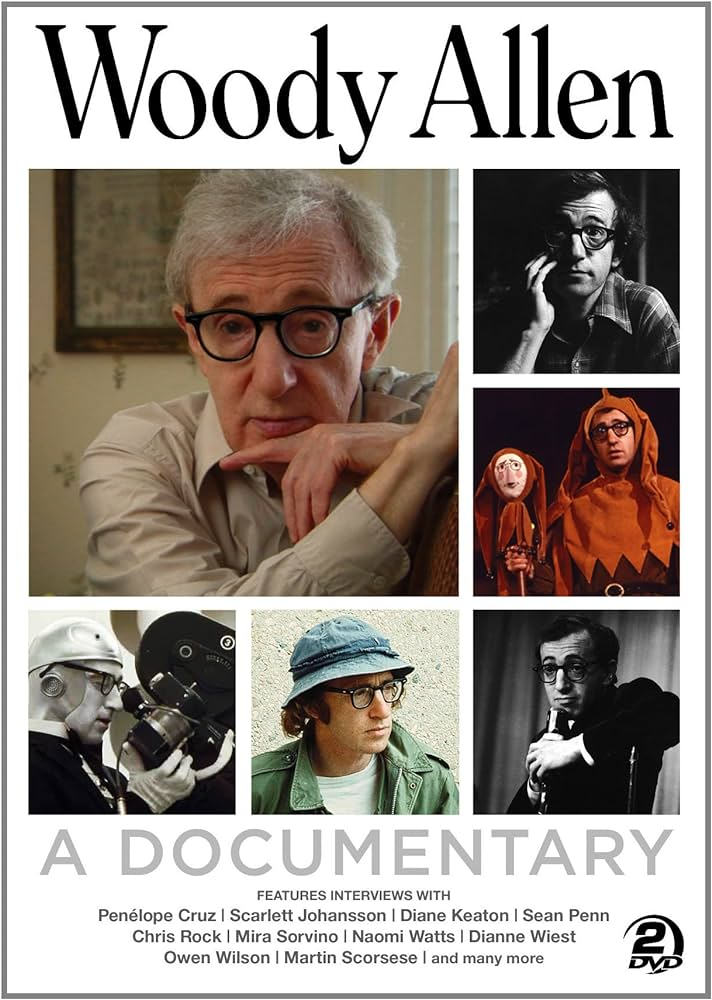 Woody Allen
3
A DOCUMENTARY
FEATURES INTERVIEWS WITH
Penélope Cruz | Scarlett Johansson | Diane Keaton | Sean Penn
Chris Rock | Mira Sorvino | Naomi Watts | Dianne Wiest
Owen Wilson | Martin Scorsese | and many more
2
DVD